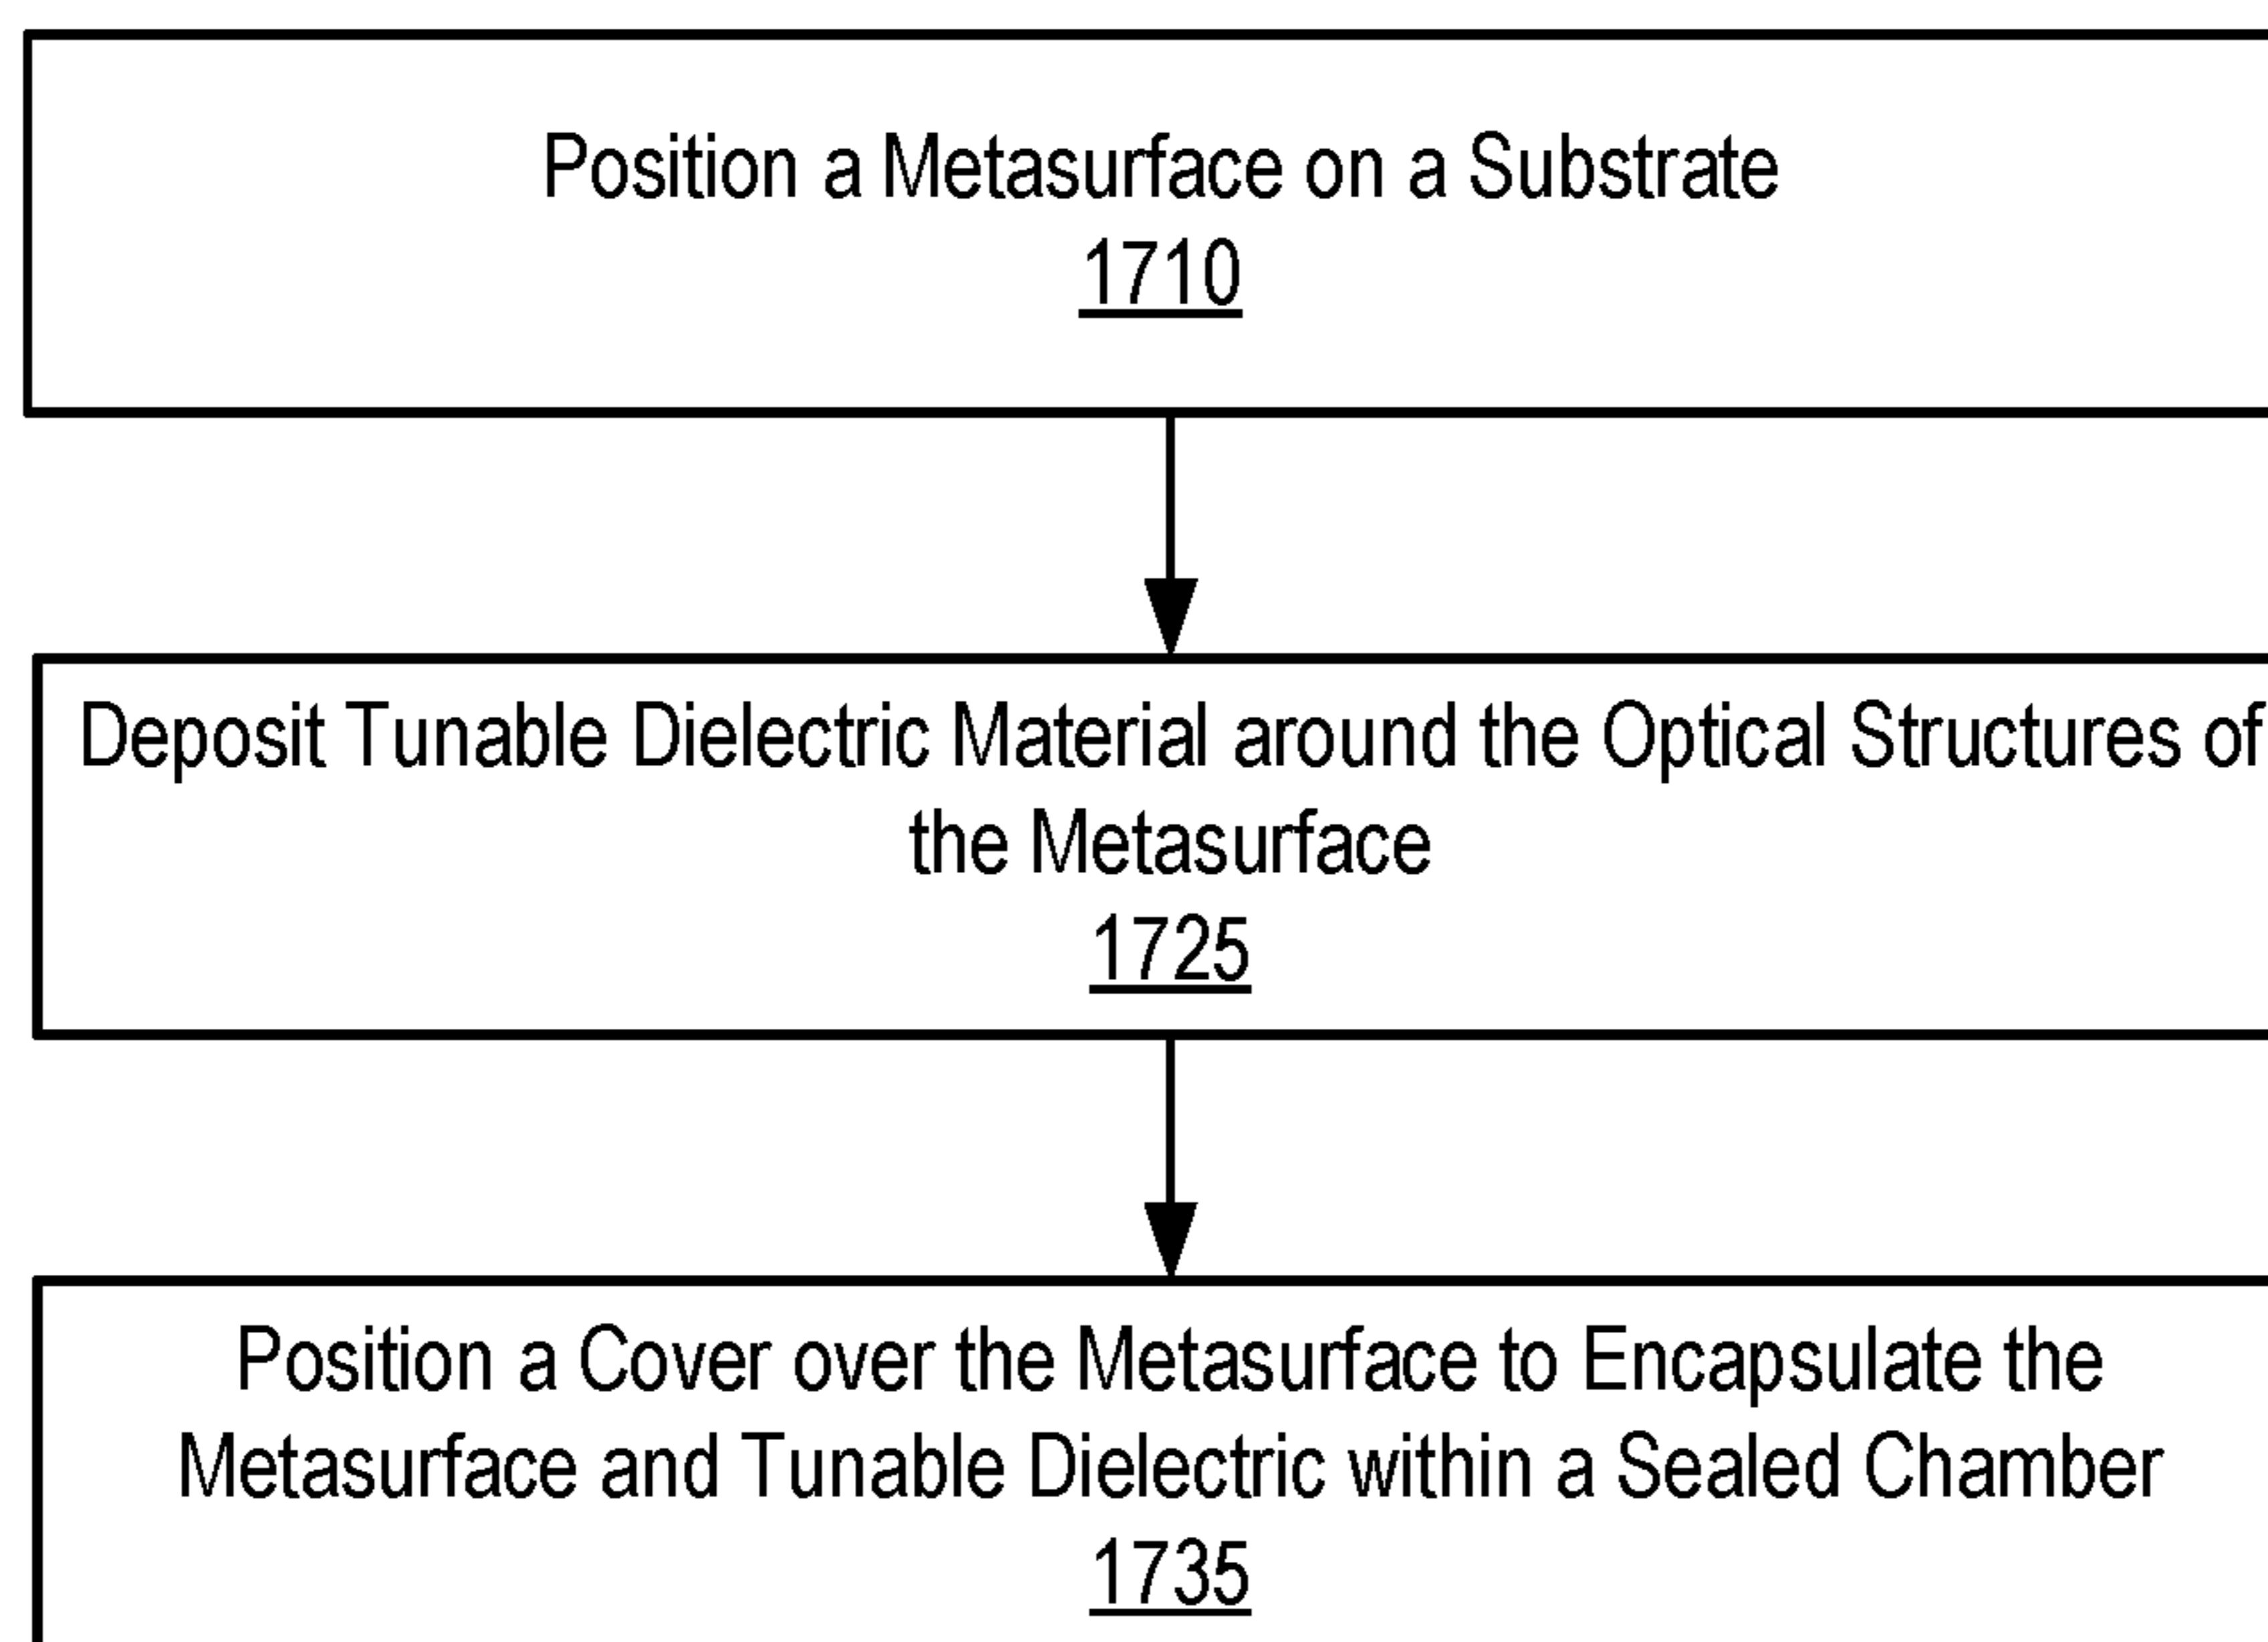 Position a Metasurface on a Substrate
1710
Deposit Tunable Dielectric Material around the Optical Structures of
the Metasurface
1725
Position a Cover over the Metasurface to Encapsulate the
Metasurface and Tunable Dielectric within a Sealed Chamber
1735